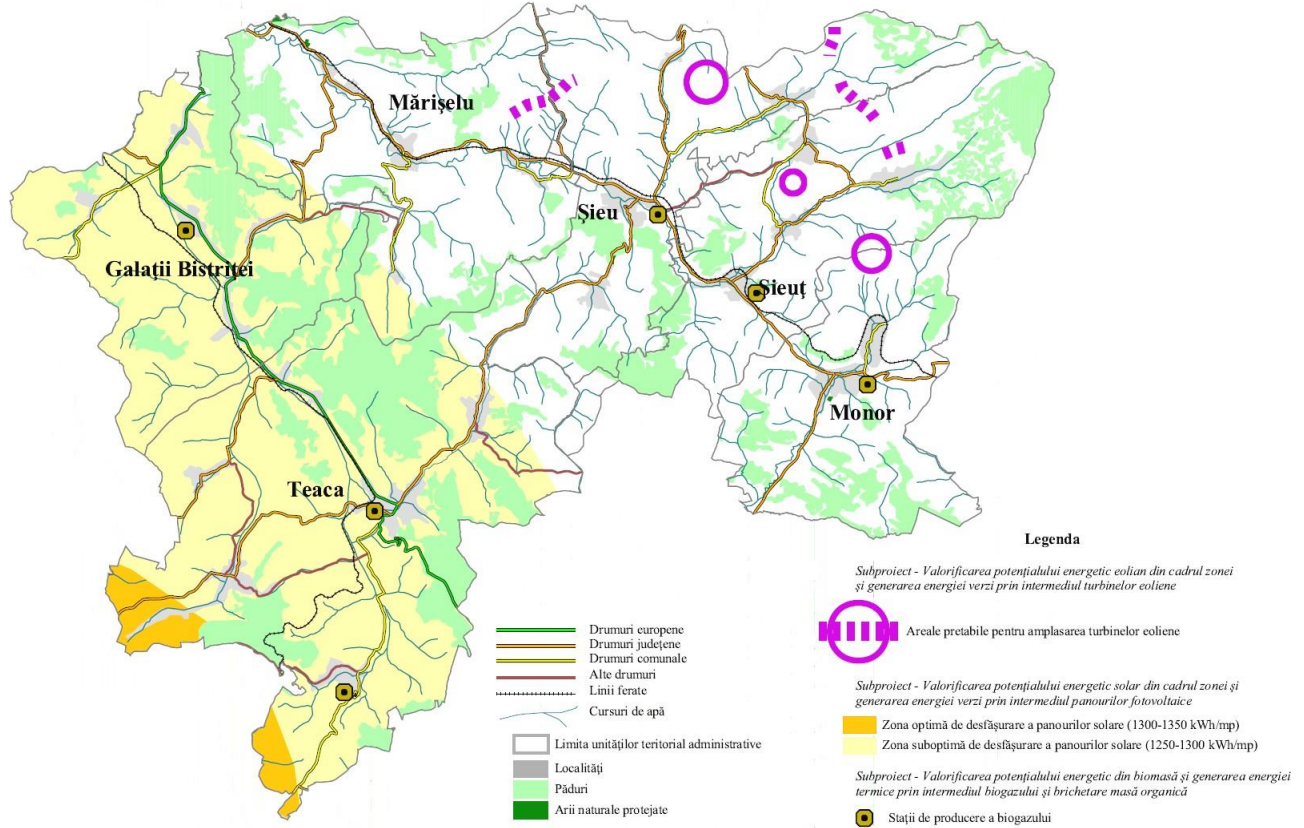 Mărişelu
Şieu
Galaţii Bistriţei
Sieuţ
Monor
Teaca
Legenda
Subproiect - Valorificarea potenţialului energetic eolian din cadrul zonei
şi generarea energiei verzi prin intermediul turbinelor eoliene
Areale pretabile pentru amplasarea turbinelor eoliene
Subproiect - Valorificarea potenţialului energetic solar din cadrul zonei şi
generarea energiei verzi prin intermediul panourilor fotovoltaice
Zona optimă de desfăşurare a panourilor solare (1300-1350 kWh/mp)
Zona suboptimă de desfăşurare a panourilor solare (1250-1300 kWh/mp)
Subproiect - Valorificarea potenţialului energetic din biomasă şi generarea energiei
termice prin intermediul biogazului şi brichetare masă organică
Staţii de producere a biogazului
Drumuri europene
Drumuri judeţene
Drumuri comunale
Alte drumuri
Linii ferate
Cursuri de apă
Limita unităţilor teritorial administrative
Localităţi
Păduri
Arii naturale protejate